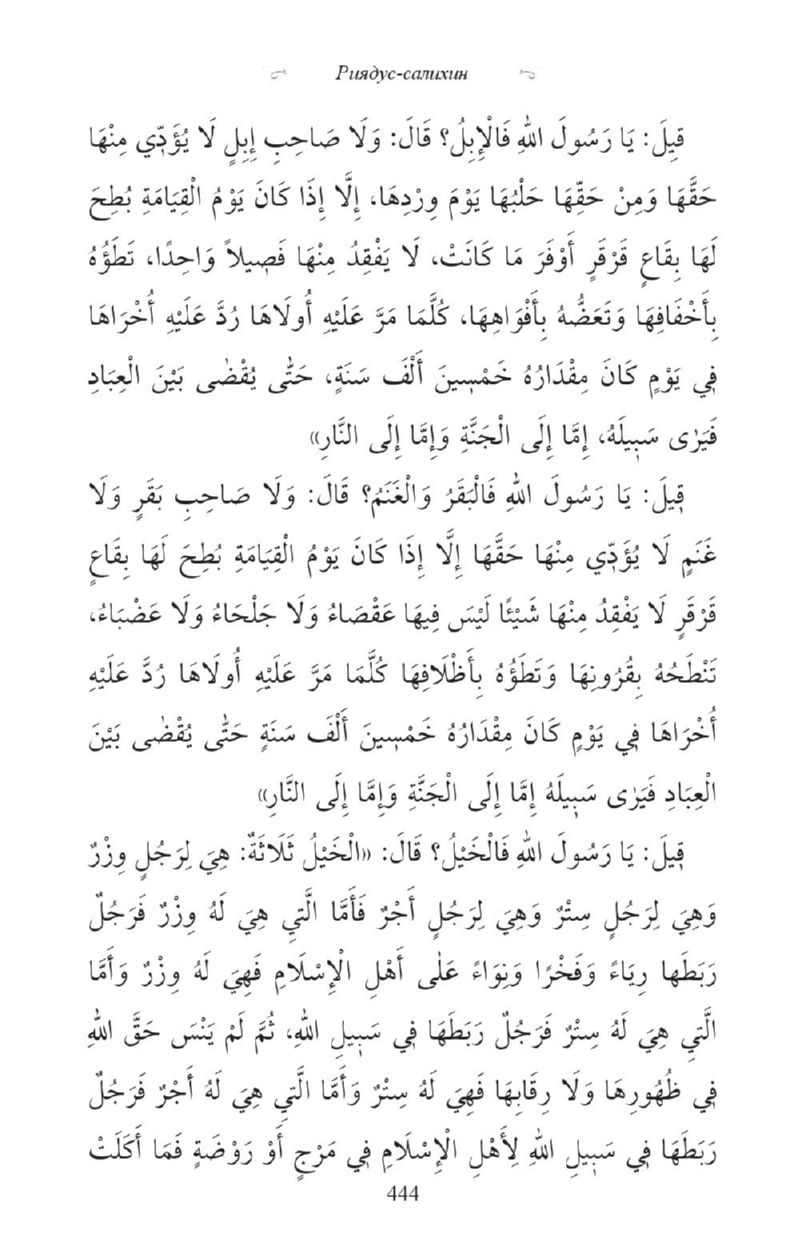 Риядус-салихин
قِيلَ: يَا رَسُولَ اللهِ فَالْإِبِلُ؟ قَالَ: وَلَا صَاحِبِ إِبِلٍ لَا يُؤَدِّي مِنْهَا
حَقَّهَا وَمِنْ حَقِّهَا حَلْبُهَا يَوْمَ وِرْدِهَا، إِلَّا إِذَا كَانَ يَوْمُ الْقِيَامَةِ بُطِحَ
لَهَا بِقَاعٍ قَرْقَرٍ أَوْفَرَ مَا كَانَتْ، لَا يَفْقِدُ مِنْهَا فَصِيلاً وَاحِدًا، تَطَؤُهُ
بِأَخْفَافِهَا وَتَعَضُّهُ بِأَفْوَاهِهَا، كُلَّمَا مَرَّ عَلَيْهِ أُولَاهَا رُدَّ عَلَيْهِ أُخْرَاهَا
فِي يَوْمٍ كَانَ مِقْدَارُهُ خَمْسِينَ أَلْفَ سَنَةٍ، حَتَّى يُقْضَى بَيْنَ الْعِبَادِ
فَيَرَى سَبِيلَهُ، إِمَّا إِلَى الْجَنَّةِ وَإِمَّا إِلَى النَّارِ»
قِيلَ: يَا رَسُولَ اللهِ فَالْبَقَرُ وَالْغَنَمُ؟ قَالَ: وَلَا صَاحِبِ بَقَرٍ وَلَا
غَنَمٍ لَا يُؤَدِّي مِنْهَا حَقَّهَا إِلَّا إِذَا كَانَ يَوْمُ الْقِيَامَةِ بُطِحَ لَهَا بِقَاعٍ
قَرْقَرٍ لَا يَفْقِدُ مِنْهَا شَيْئًا لَيْسَ فِيهَا عَقْصَاءُ وَلَا جَلْحَاءُ وَلَا عَضْبَاءُ،
تَنْطَحُهُ بِقُرُونِهَا وَتَطَؤُهُ بِأَظْلَافِهَا كُلَّمَا مَرَّ عَلَيْهِ أُولَاهَا رُدَّ عَلَيْهِ
أُخْرَاهَا فِي يَوْمٍ كَانَ مِقْدَارُهُ خَمْسِينَ أَلْفَ سَنَةٍ حَتَّى يُقْضَى بَيْنَ
الْعِبَادِ فَيَرَى سَبِيلَهُ إِمَّا إِلَى الْجَنَّةِ وَإِمَّا إِلَى النَّارِ»
قِيلَ: يَا رَسُولَ اللهِ فَالْخَيْلُ؟ قَالَ: «الْخَيْلُ ثَلَاثَةٌ: هِيَ لِرَجُلٍ وِزْرٌ
وَهِيَ لِرَجُلٍ سِتْرٌ وَهِيَ لِرَجُلٍ أَجْرٌ فَأَمَّا الَّتِي هِيَ لَهُ وِزْرٌ فَرَجُلٌ
رَبَطَها رِيَاءً وَفَخْرًا وَنِوَاءً عَلَى أَهْلِ الْإِسْلَامِ فَهِيَ لَهُ وِزْرٌ وَأَمَّا
الَّتِي هِيَ لَهُ سِتْرٌ فَرَجُلٌ رَبَطَهَا فِي سَبِيلِ اللهِ، ثُمَّ لَمْ يَنْسَ حَقَّ اللهِ
فِي ظُهُورِهَا وَلَا رِقَابِهَا فَهِيَ لَهُ سِتْرٌ وَأَمَّا الَّتِي هِيَ لَهُ أَجْرٌ فَرَجُلٌ
رَبَطَهَا فِي سَبِيلِ اللهِ لِأَهْلِ الْإِسْلَامِ فِي مَرْجٍ أَوْ رَوْضَةٍ فَمَا أَكَلَتْ
444